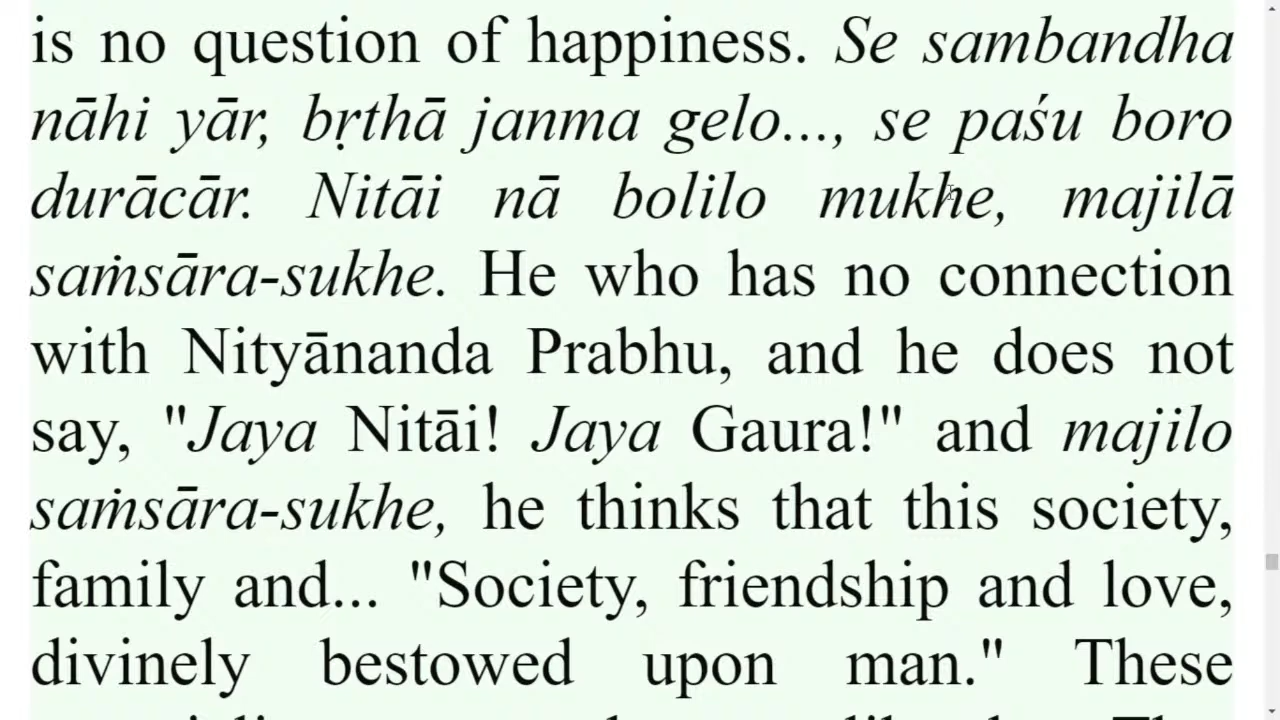 is no question of happiness. Se sambandha
nāhi yār, bṛthā janma gelo..., se paśu boro
durācār. Nitāi nā bolilo mukhe, majilā
saṁsāra-sukhe. He who has no connection
with Nityānanda Prabhu, and he does not
say, "Jaya Nitāi! Jaya Gaura!" and majilo
saṁsāra-sukhe, he thinks that this society,
family and... "Society, friendship and love,
divinely bestowed upon man." These